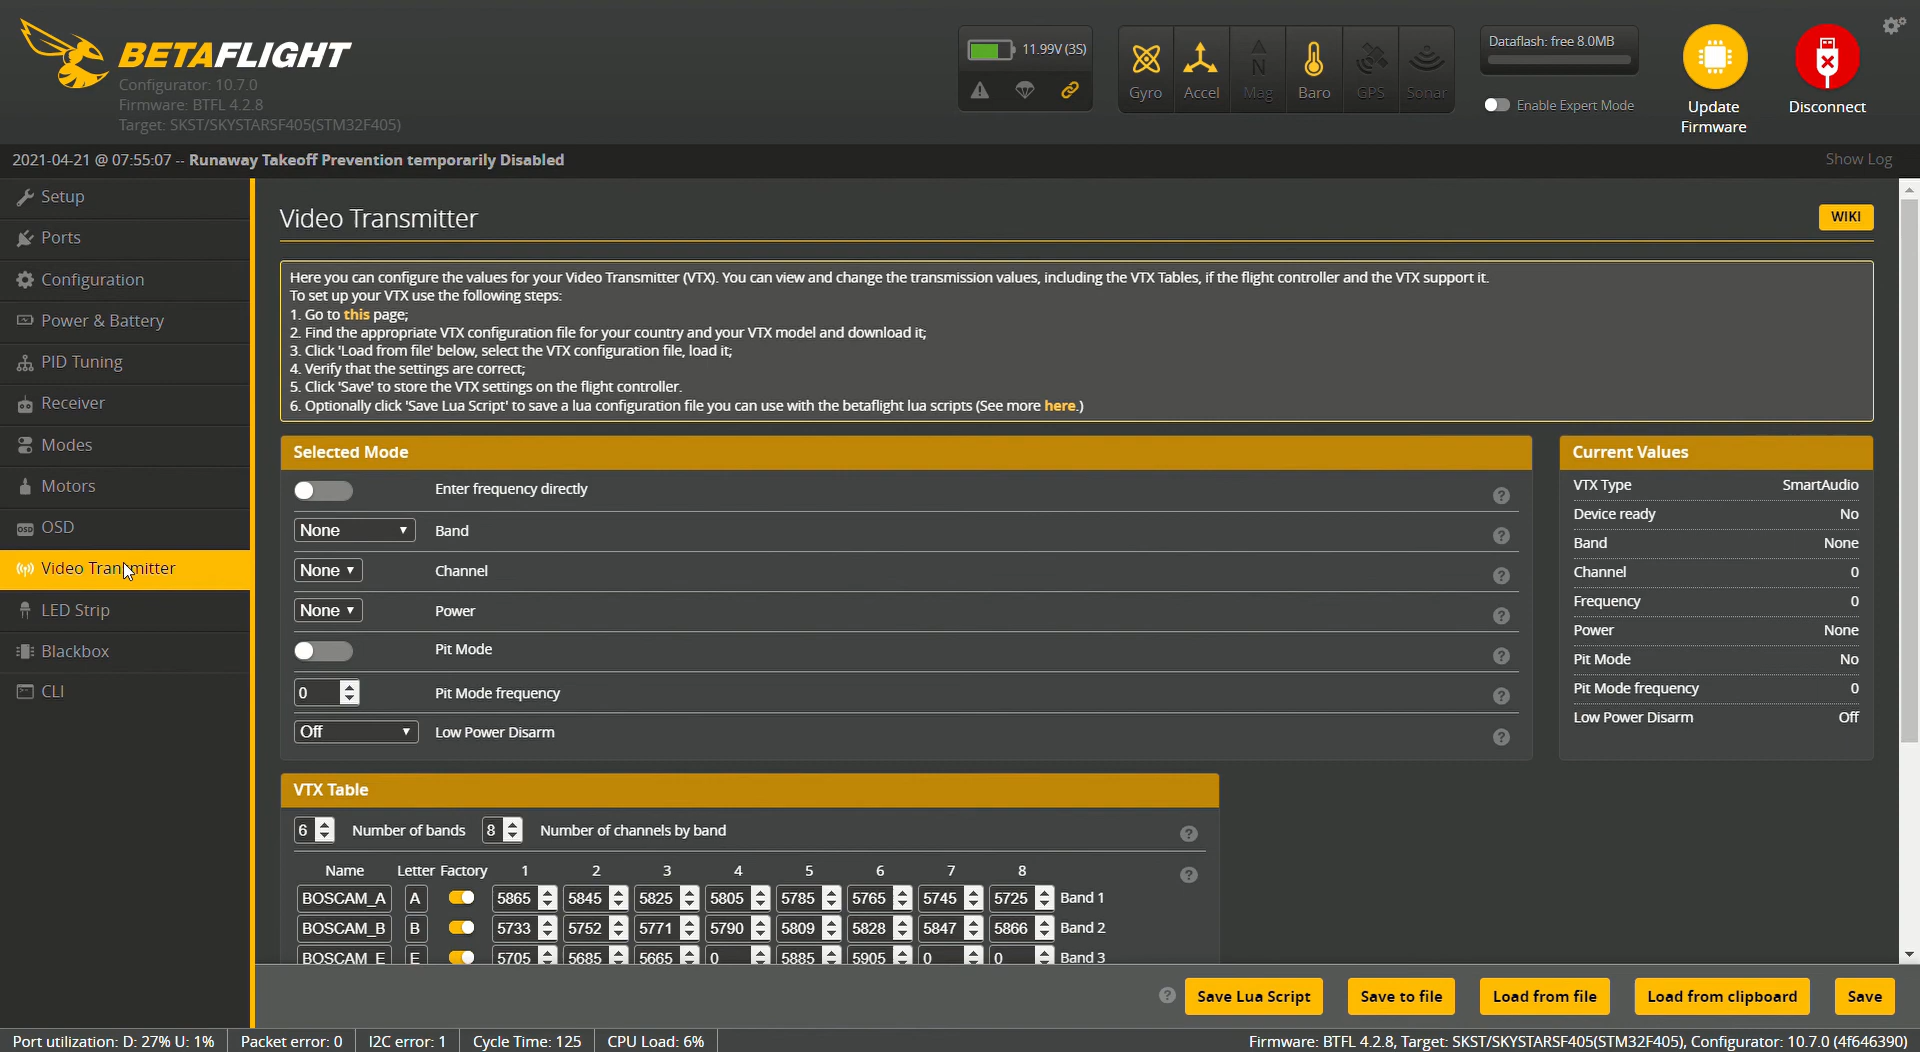 BETAFLIGHT
Configurator: 10.7.0
Firmware: BTFL 4.2.8
Target: SKST/SKYSTARSF405(STM32F405)
11.99V (3S)
Gyro
Accel
N
Mag
Baro
GPS
Sonar
Dataflash: free 8.0MB
Enable Expert Mode
Update
Firmware
Disconnect
2021-04-21 @ 07:55:07 -- Runaway Takeoff Prevention temporarily Disabled
Show Log
Setup
Ports
Configuration
Power & Battery
PID Tuning
Receiver
Modes
Motors
OSD OSD
Video Transmitter
LED Strip
Blackbox
CLI
Video Transmitter
WIKI
Here you can configure the values for your Video Transmitter (VTX). You can view and change the transmission values, including the VTX Tables, if the flight controller and the VTX support it.
To set up your VTX use the following steps:
1. Go to this page;
2. Find the appropriate VTX configuration file for your country and your VTX model and download it;
3. Click 'Load from file' below, select the VTX configuration file, load it;
4. Verify that the settings are correct;
5. Click 'Save' to store the VTX settings on the flight controller.
6. Optionally click 'Save Lua Script' to save a lua configuration file you can use with the betaflight lua scripts (See more here.)
Selected Mode
Enter frequency directly ?
None Band ?
None Channel ?
None Power ?
Pit Mode ?
0 Pit Mode frequency ?
Off Low Power Disarm ?
Current Values
VTX Type SmartAudio
Device ready No
Band None
Channel 0
Frequency 0
Power None
Pit Mode No
Pit Mode frequency 0
Low Power Disarm Off
VTX Table
6 Number of bands 8 Number of channels by band ?
Name Letter Factory 1 2 3 4 5 6 7 8 ?
BOSCAM_A A 5865 5845 5825 5805 5785 5765 5745 5725 Band 1
BOSCAM_B B 5733 5752 5771 5790 5809 5828 5847 5866 Band 2
BOSCAM_E E 5705 5685 5665 0 5885 5905 0 0 Band 3
? Save Lua Script Save to file Load from file Load from clipboard Save
Port utilization: D: 27% U: 1% Packet error: 0 I2C error: 1 Cycle Time: 125 CPU Load: 6% Firmware: BTFL 4.2.8, Target: SKST/SKYSTARSF405(STM32F405), Configurator: 10.7.0 (4f646390)